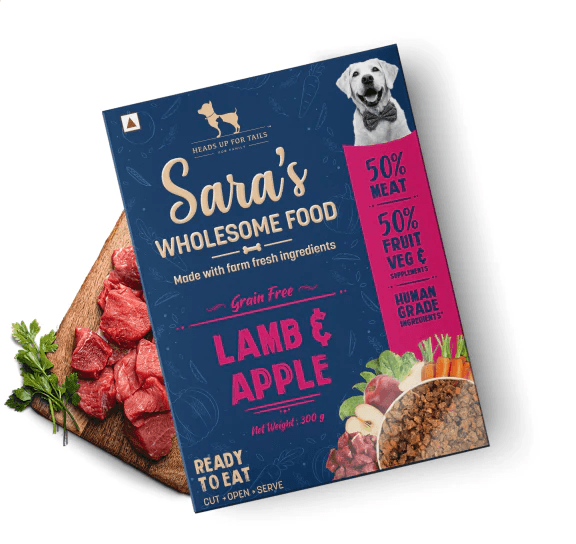 HEADS UP FOR TAILS
FOR FAMILY
Sara's
WHOLESOME FOOD
Made with farm fresh ingredients
Grain Free
LAMB &
APPLE
Net Weight : 300 g
READY
TO EAT
CUT • OPEN • SERVE
50%
MEAT
50%
FRUIT
VEG &
SUPPLEMENTS
HUMAN
GRADE
INGREDIENTS*